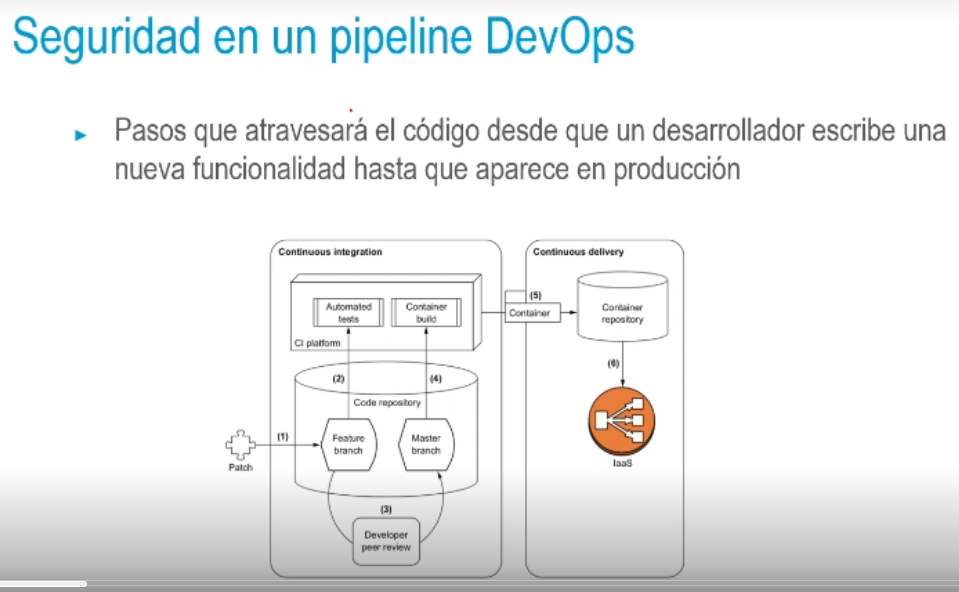 Seguridad en un pipeline DevOps
Pasos que atravesará el código desde que un desarrollador escribe una
nueva funcionalidad hasta que aparece en producción
Continuous integration
Automated
tests
Container
build
CI platform
(2)
(4)
Code repository
(1)
Patch
Feature
branch
Master
branch
(3)
Developer
peer review
Continuous delivery
(5)
Container
Container
repository
(6)
IaaS